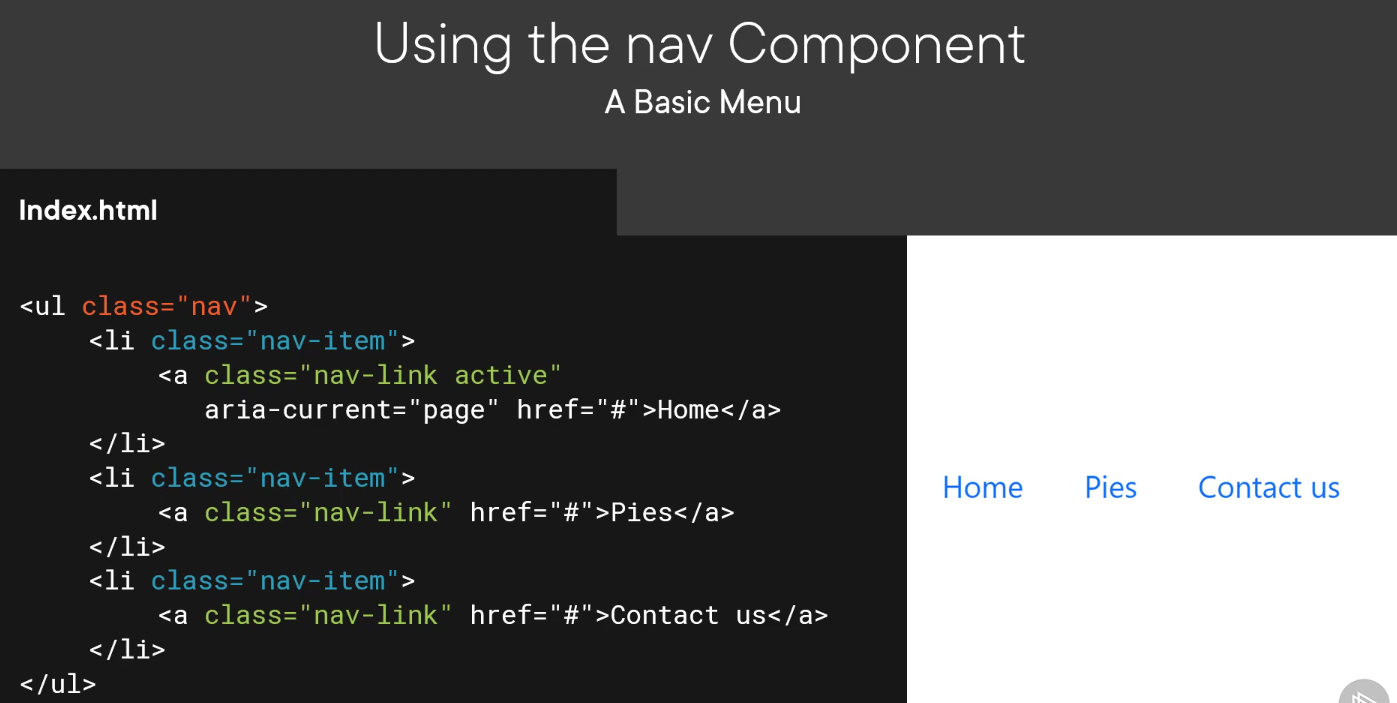 Using the nav Component
A Basic Menu
Index.html
<ul class="nav">
<li class="nav-item">
<a class="nav-link active"
aria-current="page" href="#">Home</a>
</li>
<li class="nav-item">
<a class="nav-link" href="#">Pies</a>
</li>
<li class="nav-item">
<a class="nav-link" href="#">Contact us</a>
</li>
</ul>
Home Pies Contact us